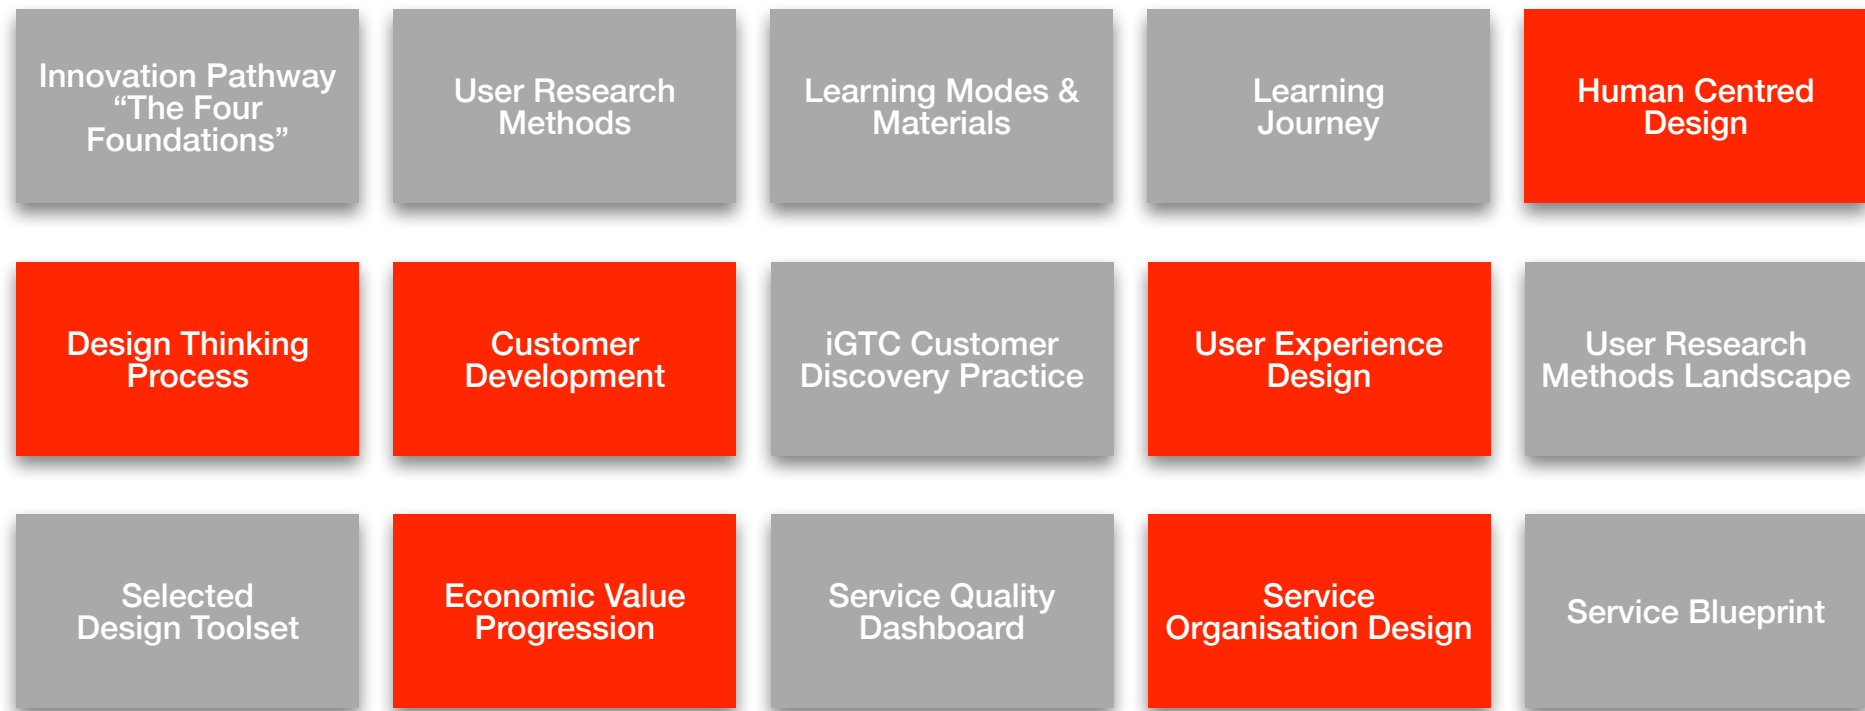 Innovation Pathway
“The Four
Foundations”
User Research
Methods
Learning Modes &
Materials
Learning
Journey
Human Centred
Design
Design Thinking
Process
Customer
Development
iGTC Customer
Discovery Practice
User Experience
Design
User Research
Methods Landscape
Selected
Design Toolset
Economic Value
Progression
Service Quality
Dashboard
Service
Organisation Design
Service Blueprint